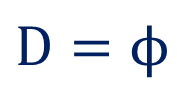 D = ϕ